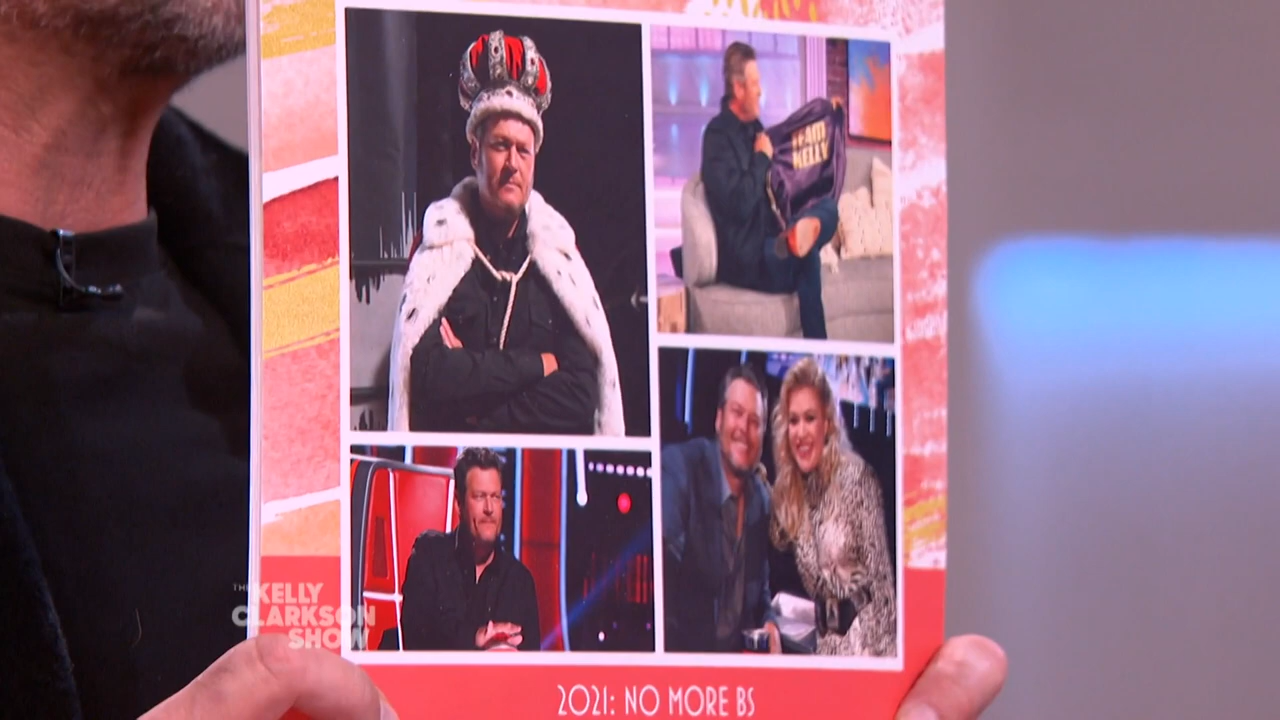 TEAM
KELLY
THE KELLY
CLARKSON
SHOW
2021: NO MORE BS